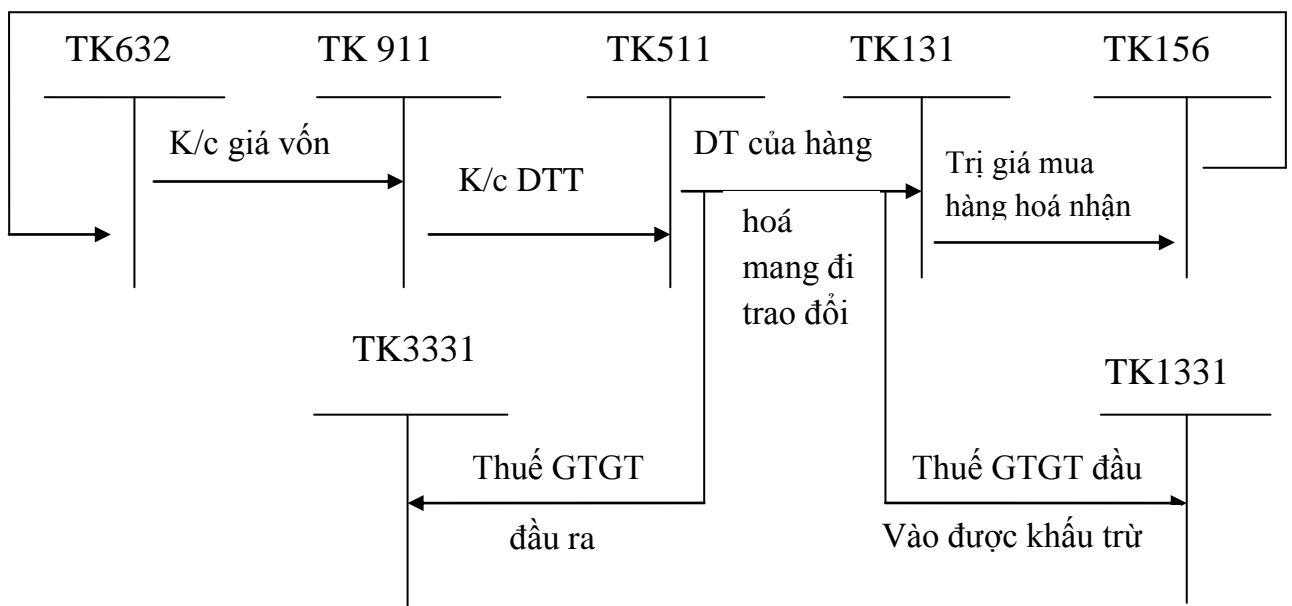 TK632
TK 911
TK511
TK131
TK156
K/c giá vốn
K/c DTT
DT của hàng
hoá
mang đi
trao đổi
Trị giá mua
hàng hoá nhận
TK3331
TK1331
Thuế GTGT
đầu ra
Thuế GTGT đầu
Vào được khấu trừ